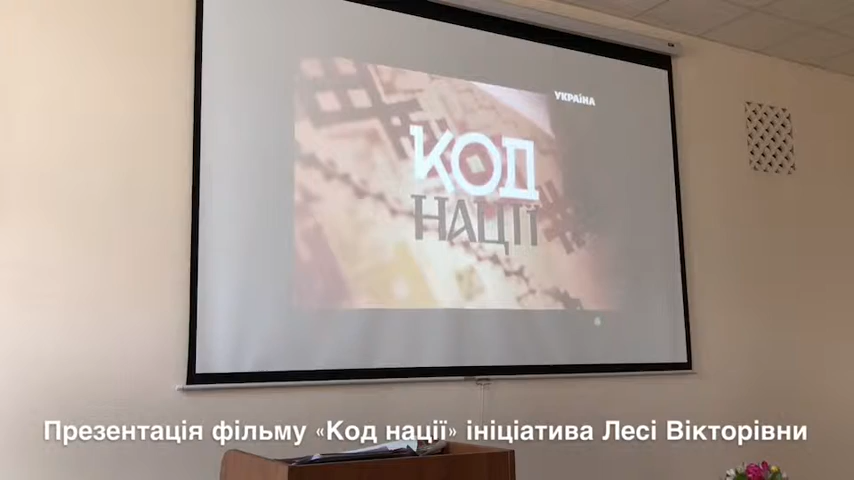 УКРАЇНА
КОД
НАЦІЇ
Презентація фільму «Код нації» ініціатива Лесі Вікторівни